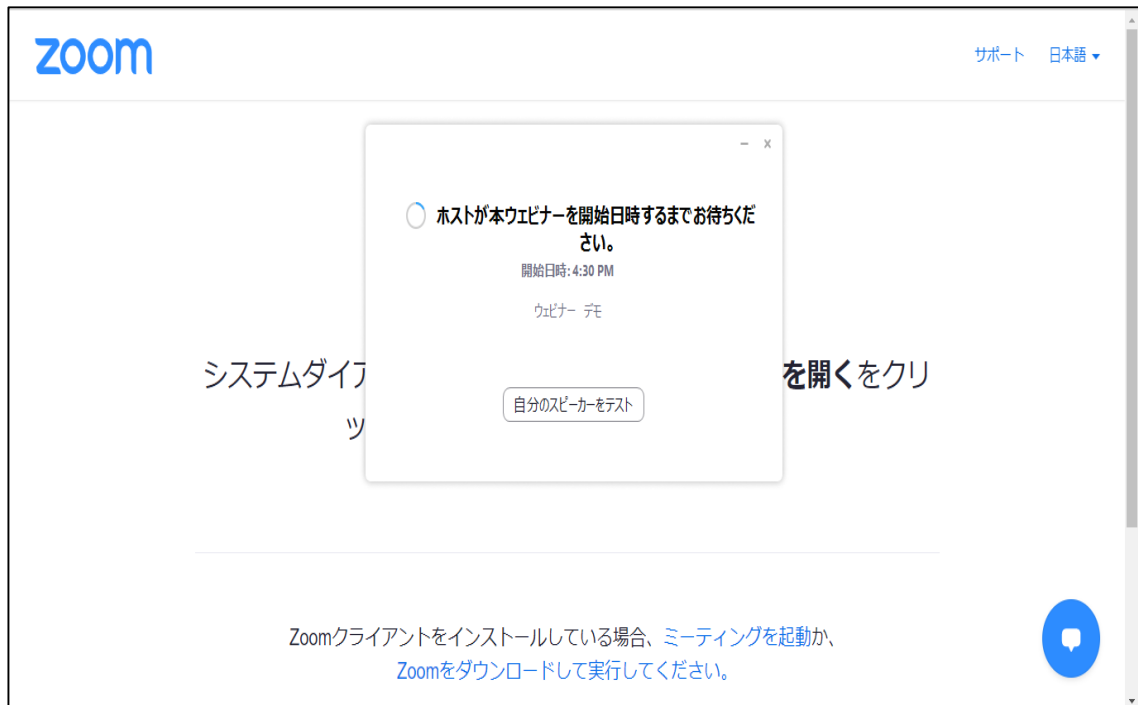 zoom
サポート 日本語
ホストが本ウェビナーを開始日時するまでお待ちくだ
さい。
開始日時: 4:30 PM
ウェビナー デモ
自分のスピーカーをテスト
システムダイア
を開くをクリ
ッ
Zoomクライアントをインストールしている場合、ミーティングを起動か、
Zoomをダウンロードして実行してください。